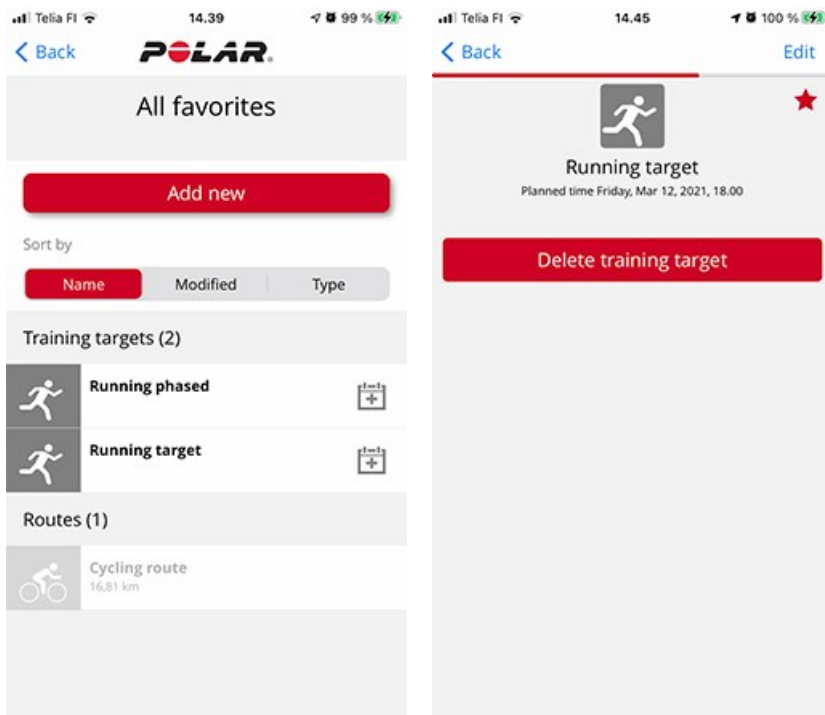 Telia FI
14.39
99 %
Back
POLAR.
All favorites
Add new
Sort by
Name
Modified
Type
Training targets (2)
Running phased
Running target
Routes (1)
Cycling route
16,81 km
Telia FI
14.45
100 %
Back
Edit
Running target
Planned time Friday, Mar 12, 2021, 18.00
Delete training target